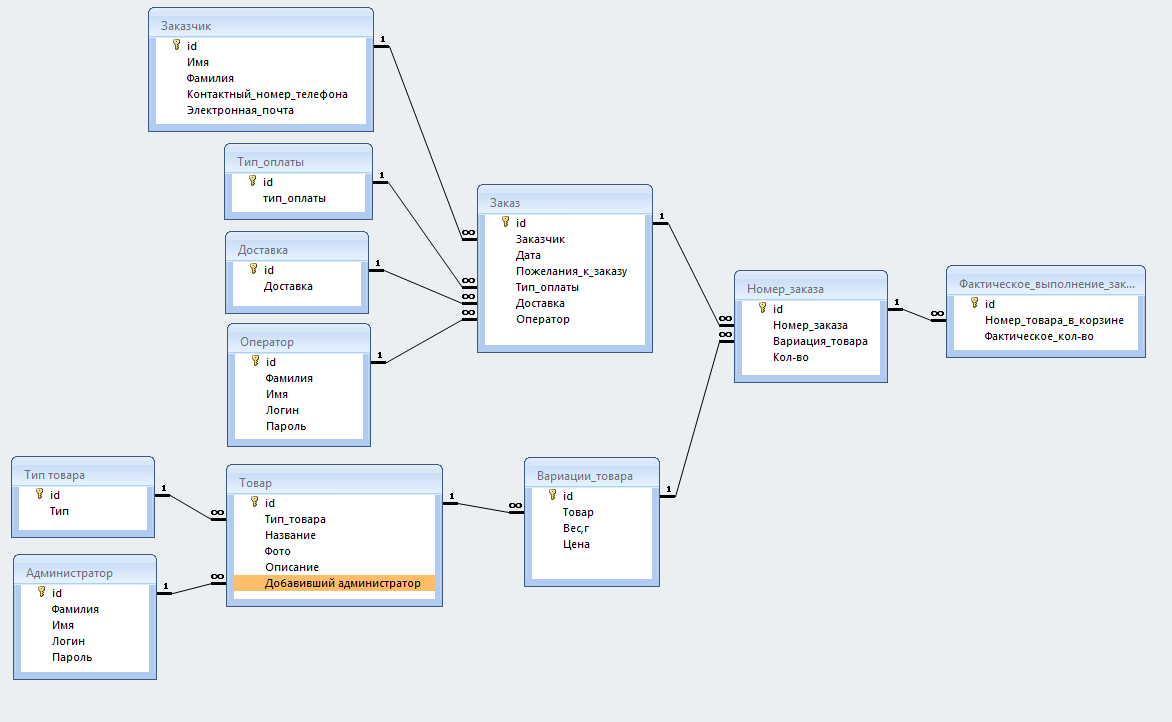 Заказчик
id
Имя
Фамилия
Контактный_номер_телефона
Электронная_почта
1
Тип_оплаты
id
тип_оплаты
1
Доставка
id
Доставка
1
Оператор
id
Фамилия
Имя
Логин
Пароль
1
Заказ
id
Заказчик
Дата
Пожелания_к_заказу
Тип_оплаты
Доставка
Оператор
∞
∞
∞
∞
1
Номер_заказа
id
Номер_заказа
Вариация_товара
Кол-во
∞
∞
1
Фактическое_выполнение_зак...
id
Номер_товара_в_корзине
Фактическое_кол-во
∞
Тип товара
id
Тип
1
Администратор
id
Фамилия
Имя
Логин
Пароль
1
Товар
id
Тип_товара
Название
Фото
Описание
Добавивший администратор
∞
∞
1
Вариации_товара
id
Товар
Вес,г
Цена
∞
1